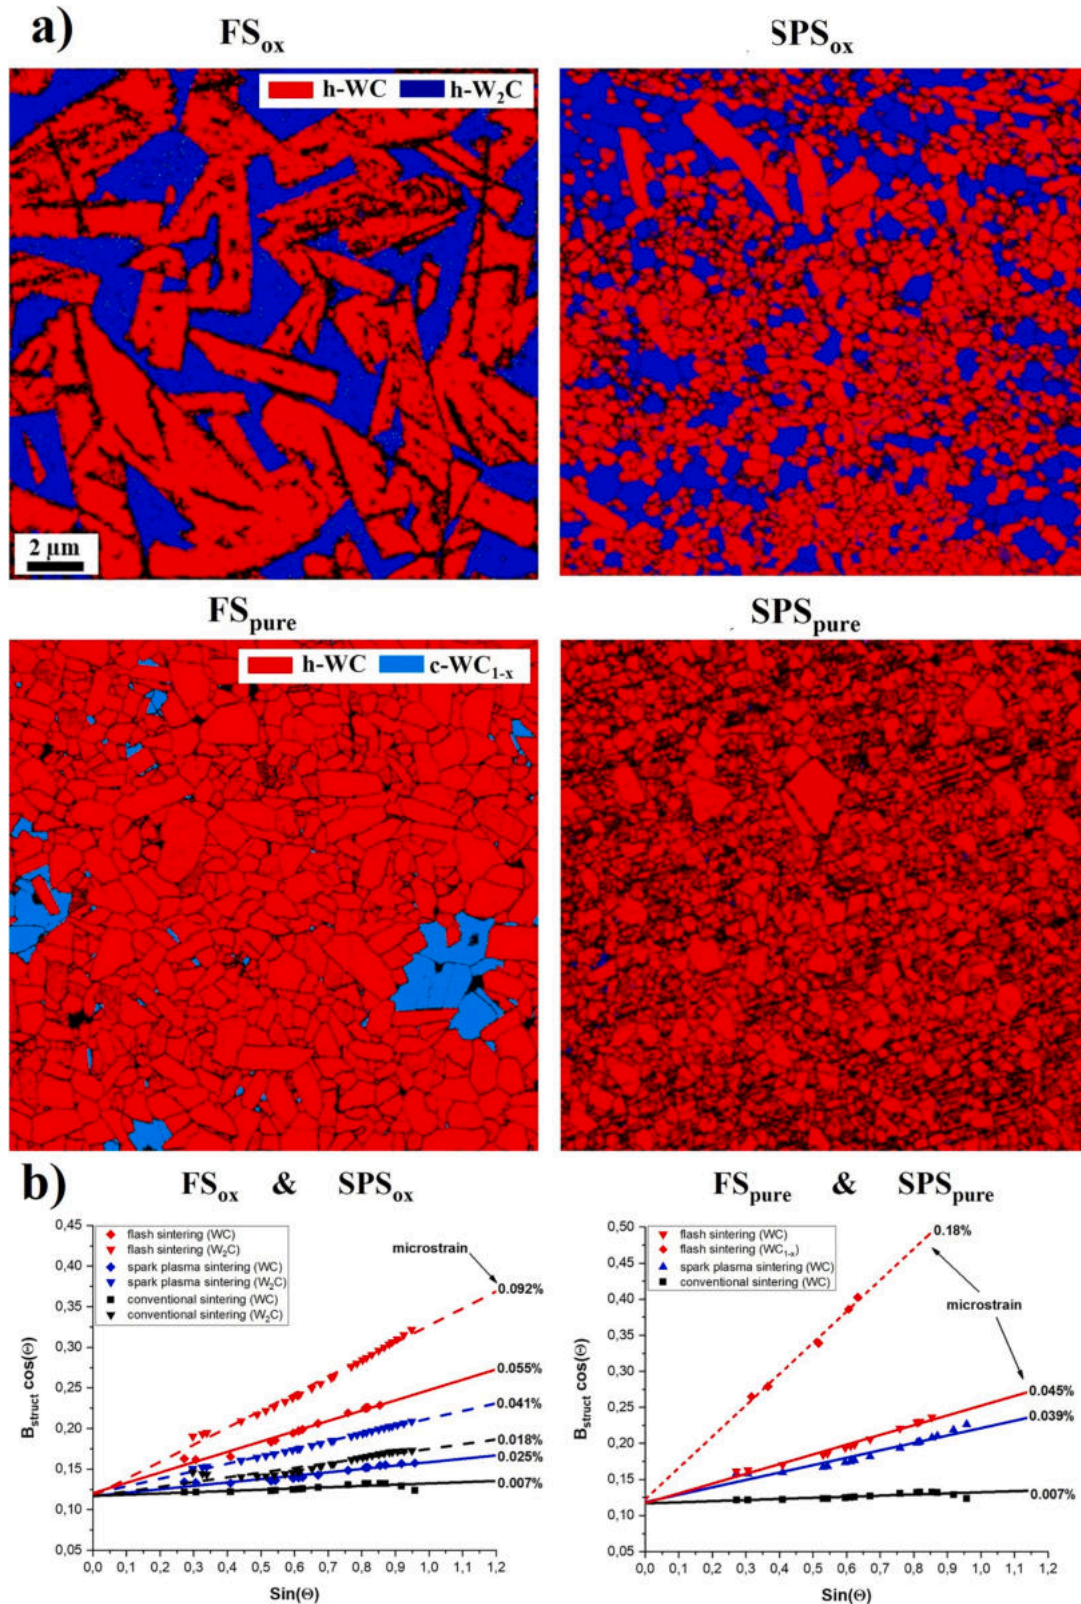 a)
FSox
SPSox
h-WC h-W2C
2 µm
FSpure
SPSpure
h-WC c-WC1-x
b)
FSox & SPSox
0,45
0,40
0,35
0,30
0,25
0,20
0,15
0,10
0,05
Bstruct cos(Θ)
flash sintering (WC)
flash sintering (W2C)
spark plasma sintering (WC)
spark plasma sintering (W2C)
conventional sintering (WC)
conventional sintering (W2C)
microstrain
0.092%
0.055%
0.041%
0.018%
0.025%
0.007%
0,0 0,1 0,2 0,3 0,4 0,5 0,6 0,7 0,8 0,9 1,0 1,1 1,2
Sin(Θ)
FSpure & SPSpure
0,50
0,45
0,40
0,35
0,30
0,25
0,20
0,15
0,10
0,05
Bstruct cos(Θ)
flash sintering (WC)
flash sintering (WC1-x)
spark plasma sintering (WC)
conventional sintering (WC)
0.18%
microstrain
0.045%
0.039%
0.007%
0,0 0,1 0,2 0,3 0,4 0,5 0,6 0,7 0,8 0,9 1,0 1,1 1,2
Sin(Θ)